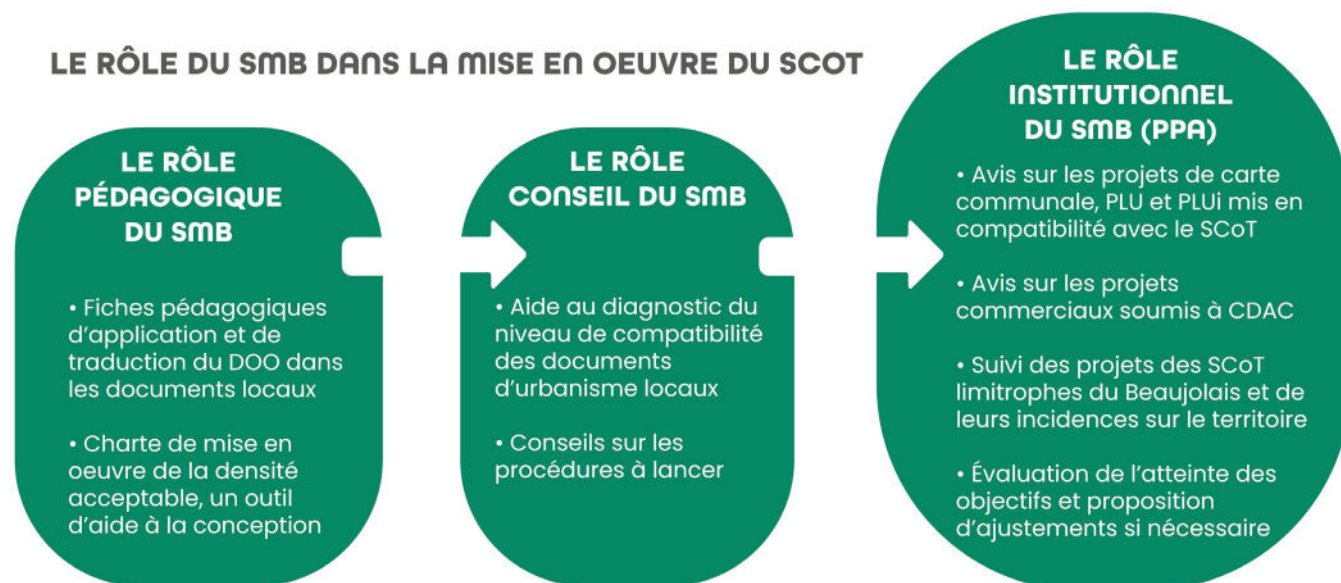 LE RÔLE DU SMB DANS LA MISE EN OEUVRE DU SCOT
LE RÔLE
PÉDAGOGIQUE
DU SMB
• Fiches pédagogiques
d'application et de
traduction du DOO dans
les documents locaux
• Charte de mise en
oeuvre de la densité
acceptable, un outil
d'aide à la conception
LE RÔLE
CONSEIL DU SMB
• Aide au diagnostic du
niveau de compatibilité
des documents
d'urbanisme locaux
• Conseils sur les
procédures à lancer
LE RÔLE
INSTITUTIONNEL
DU SMB (PPA)
• Avis sur les projets de carte
communale, PLU et PLUi mis en
compatibilité avec le SCoT
• Avis sur les projets
commerciaux soumis à CDAC
• Suivi des projets des SCoT
limitrophes du Beaujolais et de
leurs incidences sur le territoire
• Évaluation de l'atteinte des
objectifs et proposition
d'ajustements si nécessaire